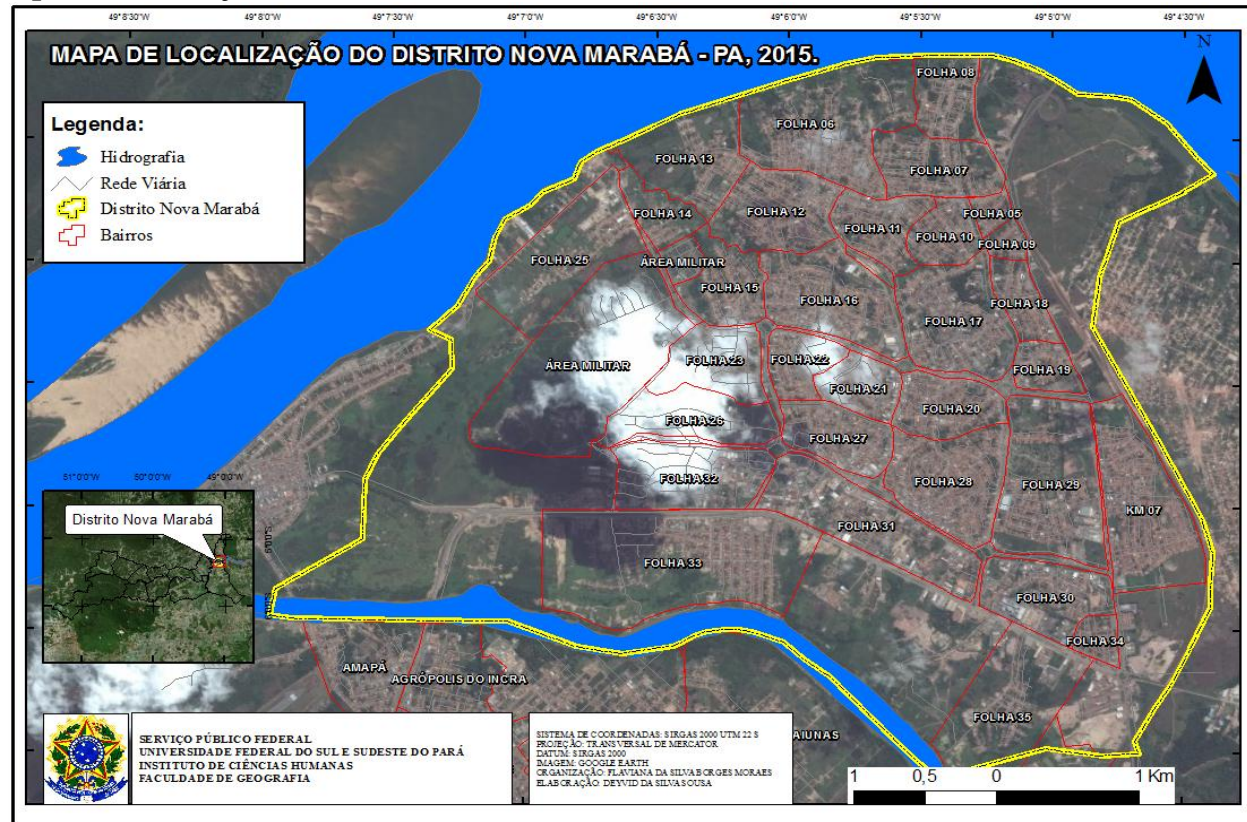 49°8'30"W 49°8'0"W 49°7'30"W 49°7'0"W 49°6'30"W 49°6'0"W 49°5'30"W 49°5'0"W 49°4'30"W
MAPA DE LOCALIZAÇÃO DO DISTRITO NOVA MARABÁ - PA, 2015.
N
Legenda:
Hidrografia
Rede Viária
Distrito Nova Marabá
Bairros
FOLHA 08
FOLHA 06
FOLHA 13
FOLHA 07
FOLHA 14
FOLHA 12
FOLHA 05
FOLHA 11
FOLHA 10
FOLHA 09
FOLHA 25
ÁREA MILITAR
FOLHA 15
FOLHA 16
FOLHA 18
FOLHA 17
ÁREA MILITAR
FOLHA 23
FOLHA 22
FOLHA 19
FOLHA 21
FOLHA 20
FOLHA 26
FOLHA 27
FOLHA 32
FOLHA 28
FOLHA 29
KM 07
FOLHA 31
FOLHA 33
FOLHA 30
FOLHA 34
FOLHA 35
51°0'0"W 50°0'0"W 49°0'0"W
Distrito Nova Marabá
AMAPÁ
AGRÓPOLIS DO INCRA
AIUNAS
SERVIÇO PÚBLICO FEDERAL
UNIVERSIDADE FEDERAL DO SUL E SUDESTE DO PARÁ
INSTITUTO DE CIÊNCIAS HUMANAS
FACULDADE DE GEOGRAFIA
SISTEMA DE COORDENADAS: SIRGAS 2000 UTM 22 S
PROJEÇÃO: TRANSVERSAL DE MERCATOR
DATUM: SIRGAS 2000
IMAGEM: GOOGLE EARTH
ORGANIZAÇÃO: FLAVIANA DA SILVA BORGES MORAES
ELABORAÇÃO: DEYVID DA SILVA SOUSA
1 0,5 0 1 Km